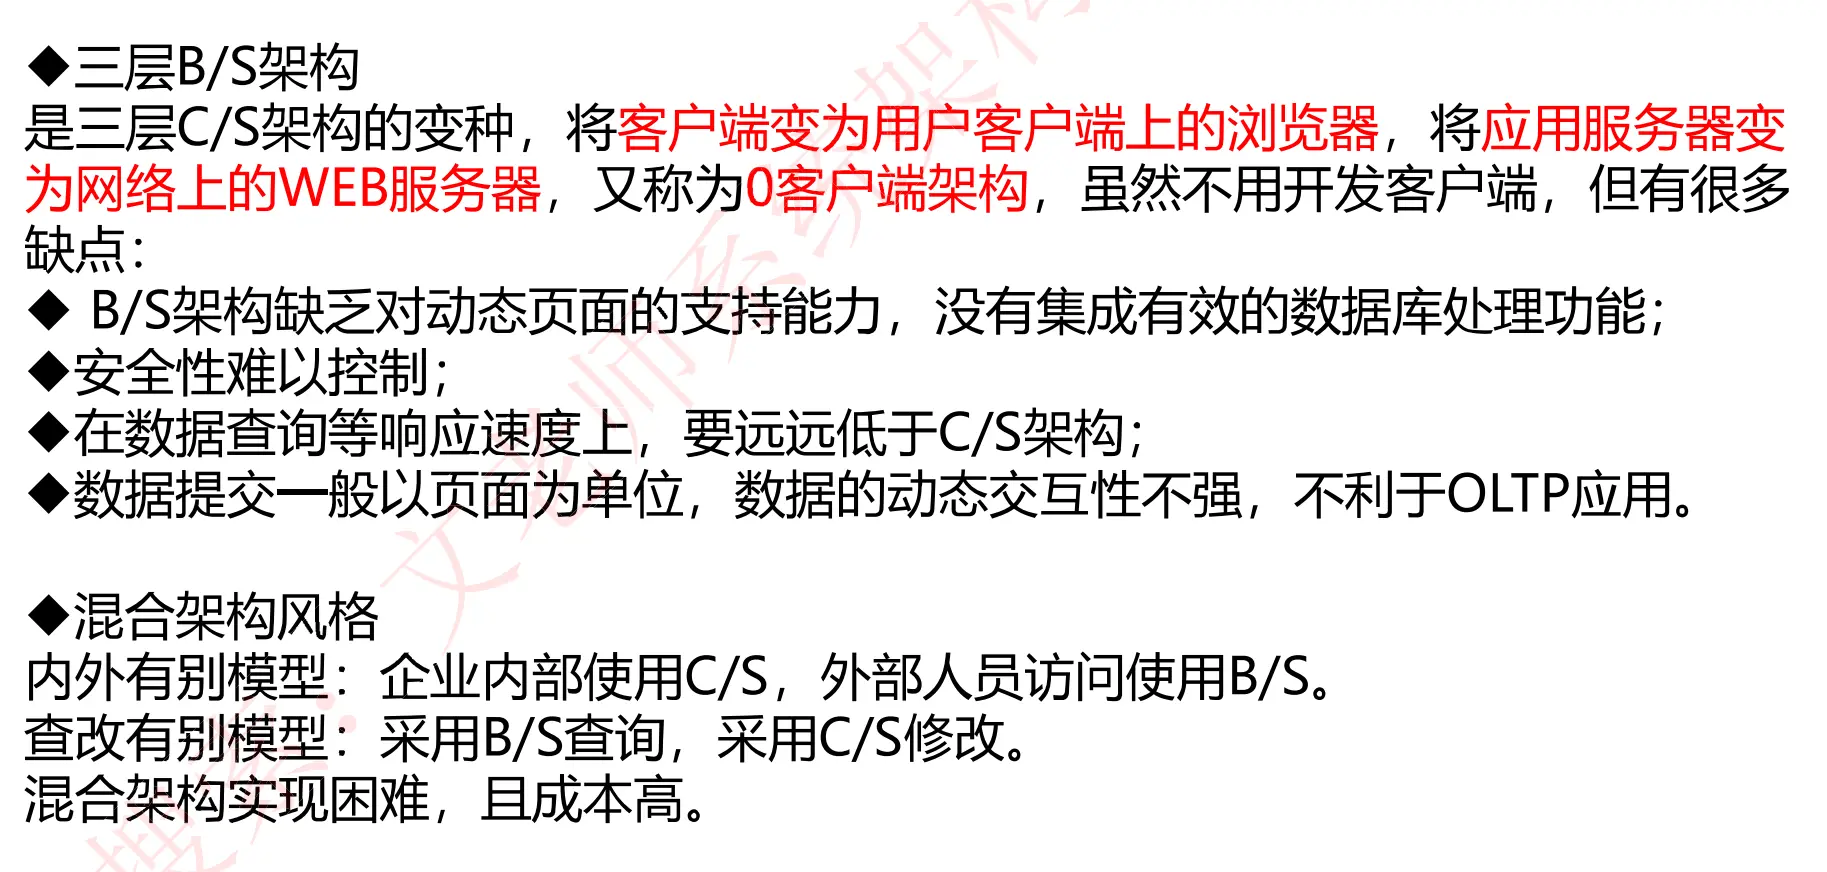 ◆三层B/S架构
是三层C/S架构的变种，将客户端变为用户客户端上的浏览器，将应用服务器变
为网络上的WEB服务器，又称为0客户端架构，虽然不用开发客户端，但有很多
缺点：
◆ B/S架构缺乏对动态页面的支持能力，没有集成有效的数据库处理功能；
◆安全性难以控制；
◆在数据查询等响应速度上，要远远低于C/S架构；
◆数据提交一般以页面为单位，数据的动态交互性不强，不利于OLTP应用。
◆混合架构风格
内外有别模型：企业内部使用C/S，外部人员访问使用B/S。
查改有别模型：采用B/S查询，采用C/S修改。
混合架构实现困难，且成本高。
搜索：文老师系统架构